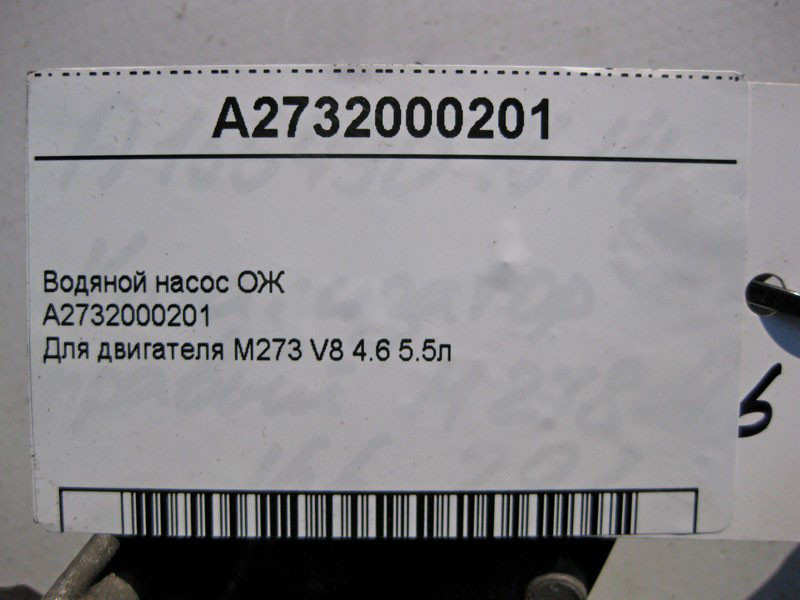 A2732000201
Водяной насос ОЖ
A2732000201
Для двигателя M273 V8 4.6 5.5л